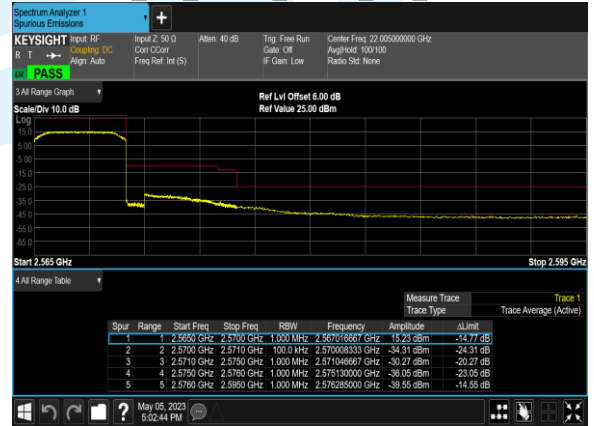 Spectrum Analyzer 1
Spurious Emissions
KEYSIGHT Input: RF Input Z: 50 Ω Atten: 40 dB Trig: Free Run Center Freq: 22.005000000 GHz
R T Coupling: DC Corr CCorr Gate: Off Avg|Hold: 100/100
Align: Auto Freq Ref: Int (S) IF Gain: Low Radio Std: None
LXI PASS
3 All Range Graph
Ref Lvl Offset 6.00 dB
Scale/Div 10.0 dB Ref Value 25.00 dBm
Log
15.0
5.00
-5.00
-15.0
-25.0
-35.0
-45.0
-55.0
-65.0
Start 2.565 GHz Stop 2.595 GHz
4 All Range Table
Measure Trace Trace 1
Trace Type Trace Average (Active)
Spur Range Start Freq Stop Freq RBW Frequency Amplitude ΔLimit
1 1 2.5650 GHz 2.5700 GHz 1.000 MHz 2.567016667 GHz 15.23 dBm -14.77 dB
2 2 2.5700 GHz 2.5710 GHz 100.0 kHz 2.570008333 GHz -34.31 dBm -24.31 dB
3 3 2.5710 GHz 2.5750 GHz 1.000 MHz 2.571046667 GHz -30.27 dBm -20.27 dB
4 4 2.5750 GHz 2.5760 GHz 1.000 MHz 2.575130000 GHz -36.05 dBm -23.05 dB
5 5 2.5760 GHz 2.5950 GHz 1.000 MHz 2.576285000 GHz -39.55 dBm -14.55 dB
May 05, 2023
5:02:44 PM